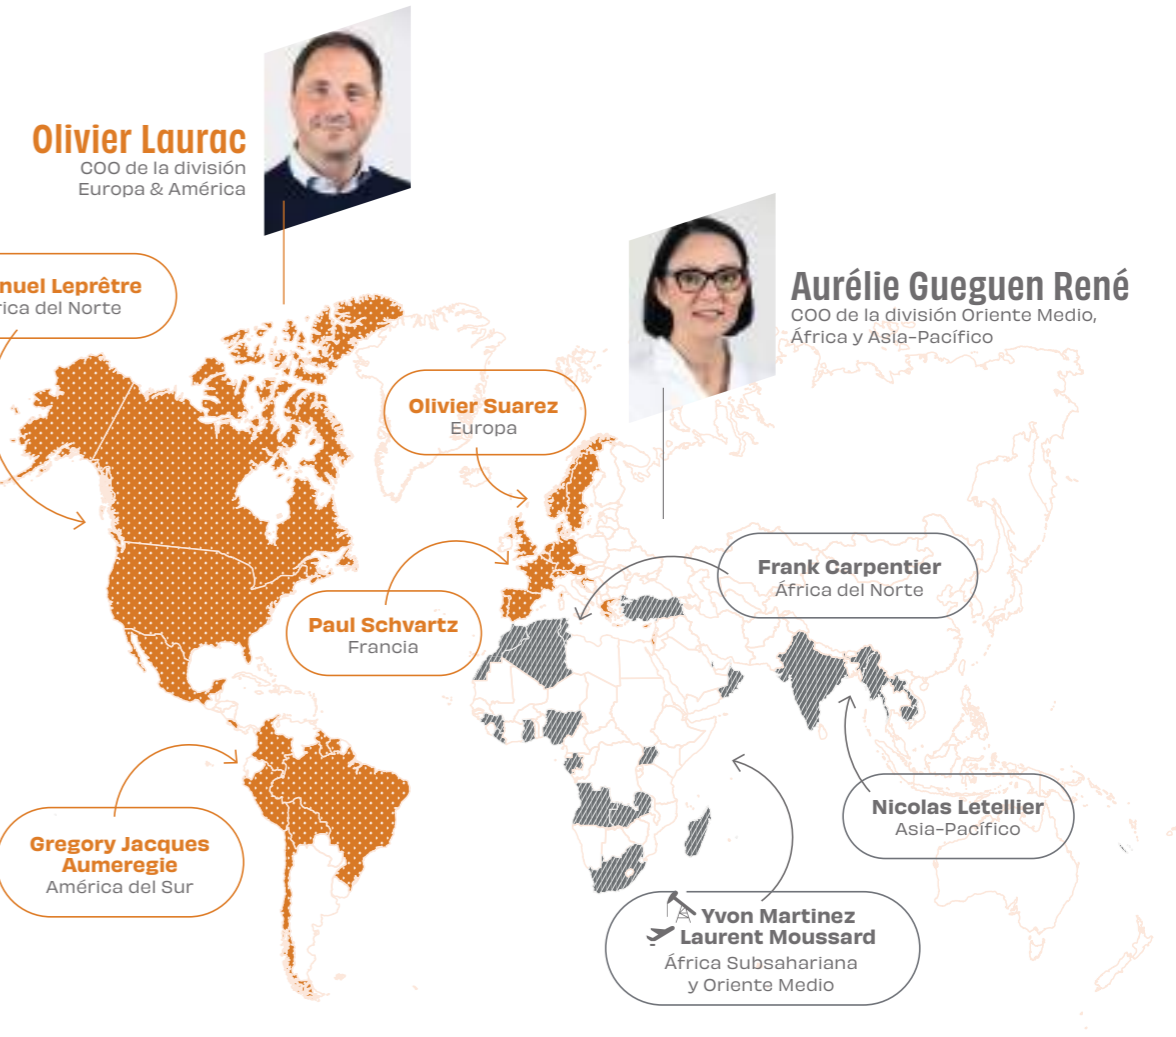 Olivier Laurac
COO de la división
Europa & América
Aurélie Gueguen René
COO de la división Oriente Medio,
África y Asia-Pacífico
nuel Leprêtre
rica del Norte
Olivier Suarez
Europa
Frank Carpentier
África del Norte
Paul Schvartz
Francia
Nicolas Letellier
Asia-Pacífico
Gregory Jacques
Aumeregie
América del Sur
Yvon Martinez
Laurent Moussard
África Subsahariana
y Oriente Medio